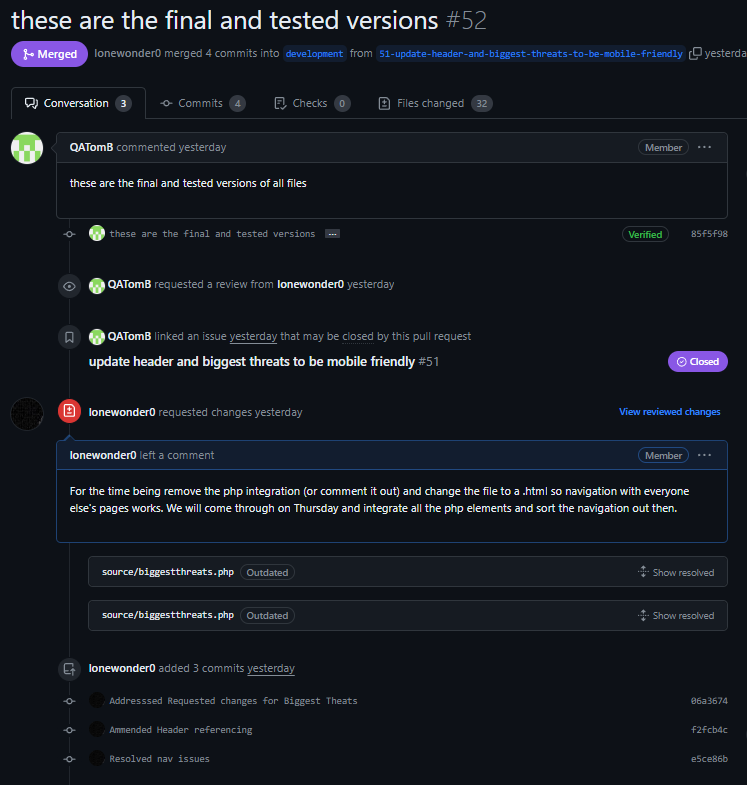 these are the final and tested versions #52
Merged lonewonder0 merged 4 commits into development from 51-update-header-and-biggest-threats-to-be-mobile-friendly yesterda
Conversation 3 Commits 4 Checks 0 Files changed 32
QATomB commented yesterday Member
these are the final and tested versions of all files
these are the final and tested versions Verified 85f5f98
QATomB requested a review from lonewonder0 yesterday
QATomB linked an issue yesterday that may be closed by this pull request
update header and biggest threats to be mobile friendly #51 Closed
lonewonder0 requested changes yesterday View reviewed changes
lonewonder0 left a comment Member
For the time being remove the php integration (or comment it out) and change the file to a .html so navigation with everyone
else's pages works. We will come through on Thursday and integrate all the php elements and sort the navigation out then.
source/biggestthreats.php Outdated Show resolved
source/biggestthreats.php Outdated Show resolved
lonewonder0 added 3 commits yesterday
Addresssed Requested changes for Biggest Theats 06a3674
Ammended Header referencing f2fcb4c
Resolved nav issues e5ce86b